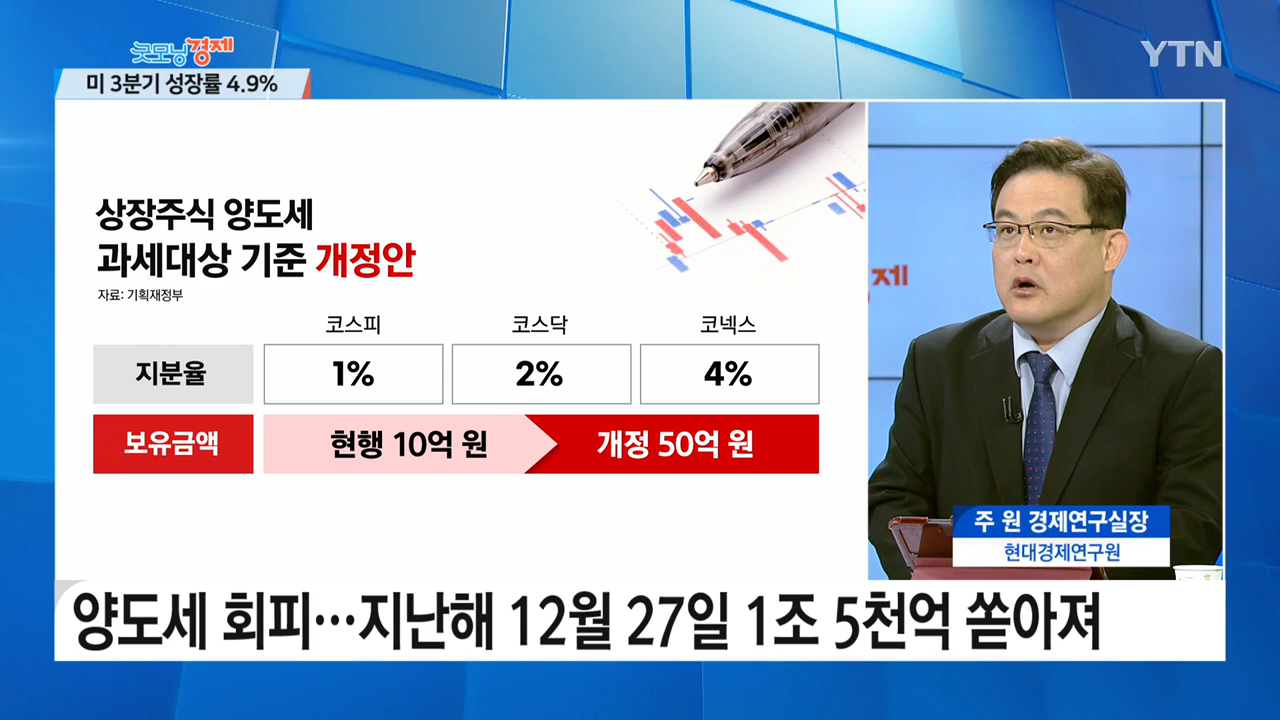 굿모닝경제
YTN
미 3분기 성장률 4.9%
상장주식 양도세
과세대상 기준 개정안
자료: 기획재정부
코스피 코스닥 코넥스
지분율 1% 2% 4%
보유금액 현행 10억 원 개정 50억 원
제
주 원 경제연구실장
현대경제연구원
양도세 회피…지난해 12월 27일 1조 5천억 쏟아져